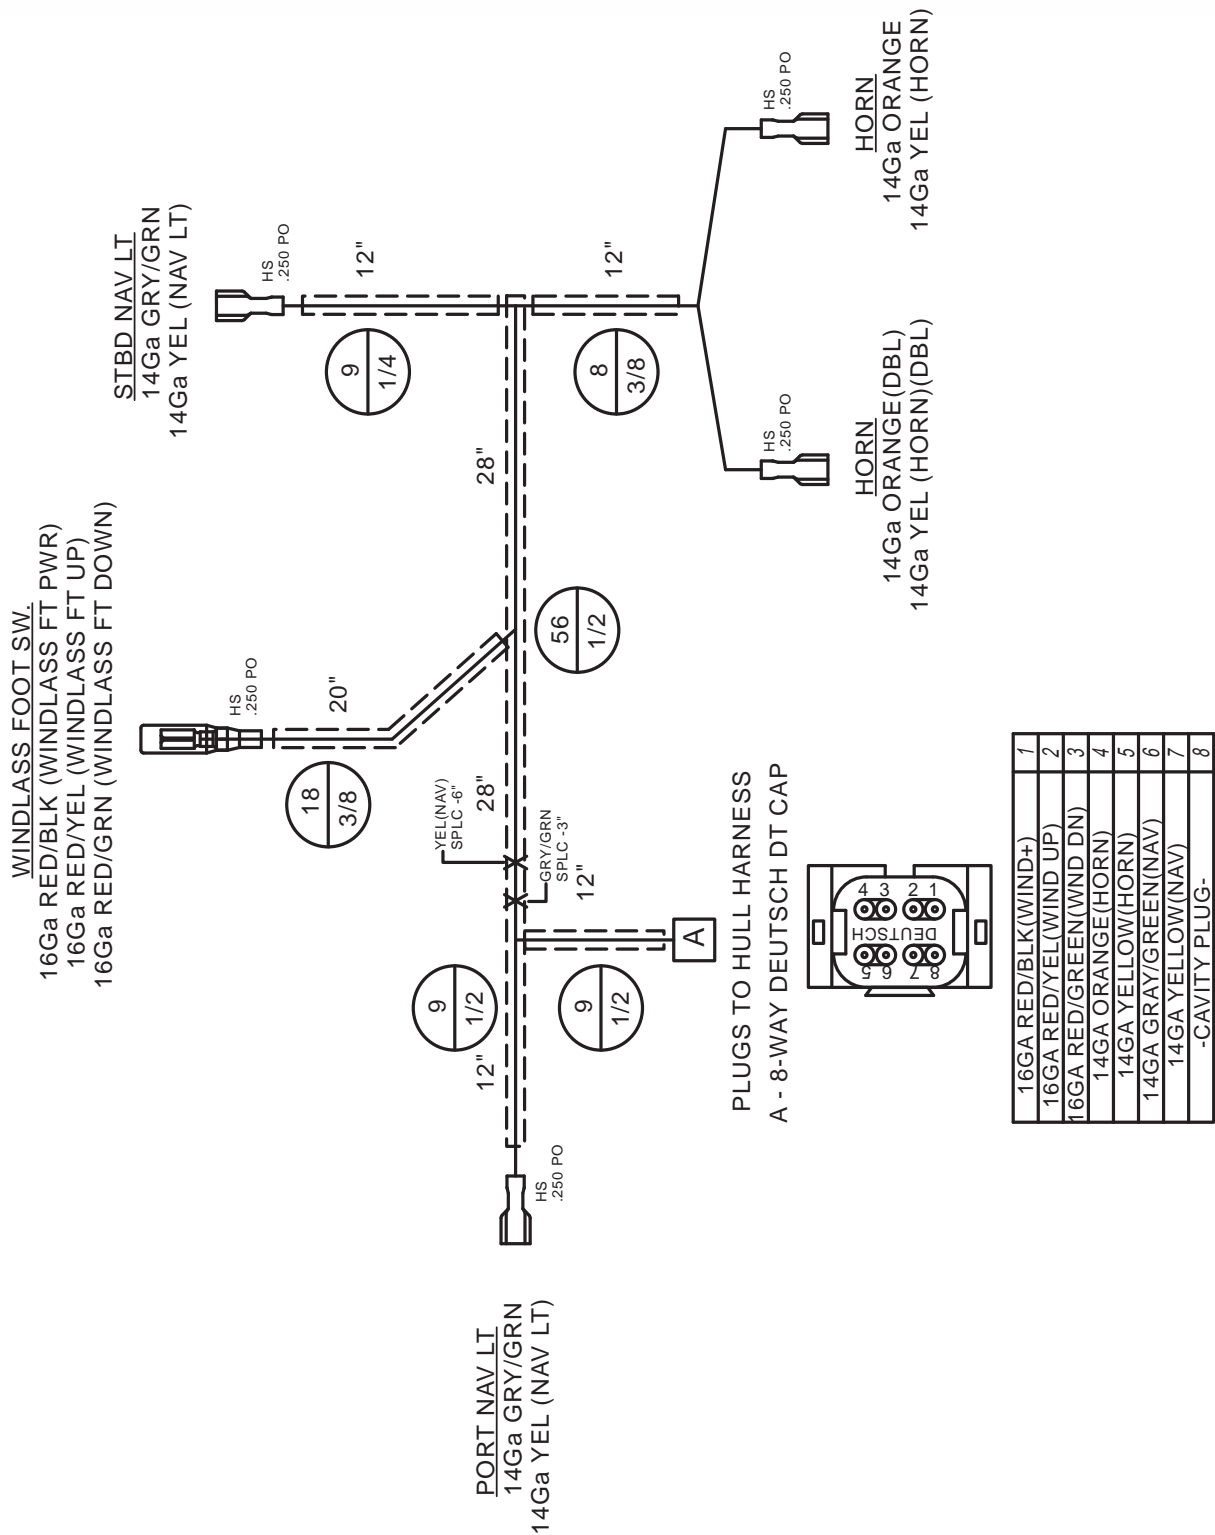 WINDLASS FOOT SW.
16Ga RED/BLK (WINDLASS FT PWR)
16Ga RED/YEL (WINDLASS FT UP)
16Ga RED/GRN (WINDLASS FT DOWN)
HS
.250 PO
20"
18
3/8
STBD NAV LT
14Ga GRY/GRN
14Ga YEL (NAV LT)
HS
.250 PO
12"
9
1/4
PORT NAV LT
14Ga GRY/GRN
14Ga YEL (NAV LT)
HS
.250 PO
12"
9
1/2
YEL(NAV)
SPLC -6"
28"
GRY/GRN
SPLC -3"
12"
9
1/2
A
56
1/2
28"
12"
8
3/8
HS
.250 PO
HORN
14Ga ORANGE(DBL)
14Ga YEL (HORN)(DBL)
HS
.250 PO
HORN
14Ga ORANGE
14Ga YEL (HORN)
PLUGS TO HULL HARNESS
A - 8-WAY DEUTSCH DT CAP
4 3 2 1
DEUTSCH
5 6 7 8
16GA RED/BLK(WIND+) 1
16GA RED/YEL(WIND UP) 2
16GA RED/GREEN(WND DN) 3
14GA ORANGE(HORN) 4
14GA YELLOW(HORN) 5
14GA GRAY/GREEN(NAV) 6
14GA YELLOW(NAV) 7
-CAVITY PLUG- 8